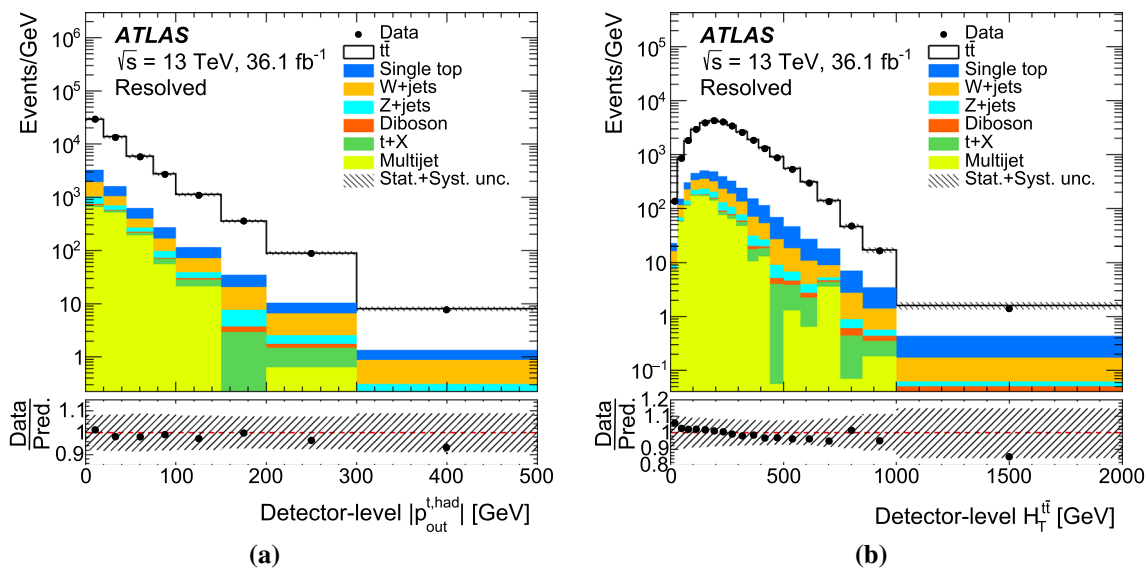 Events/GeV
10⁶
10⁵
10⁴
10³
10²
10
1
ATLAS
√s = 13 TeV, 36.1 fb⁻¹
Resolved
Data
tt̄
Single top
W+jets
Z+jets
Diboson
t+X
Multijet
Stat.+Syst. unc.
Data
Pred.
1.1
1
0.9
0 100 200 300 400 500
Detector-level |p_out^t,had| [GeV]
(a)
Events/GeV
10⁵
10⁴
10³
10²
10
1
10⁻¹
ATLAS
√s = 13 TeV, 36.1 fb⁻¹
Resolved
Data
tt̄
Single top
W+jets
Z+jets
Diboson
t+X
Multijet
Stat.+Syst. unc.
Data
Pred.
1.2
1.1
1
0.9
0.8
0 500 1000 1500 2000
Detector-level H_T^tt̄ [GeV]
(b)